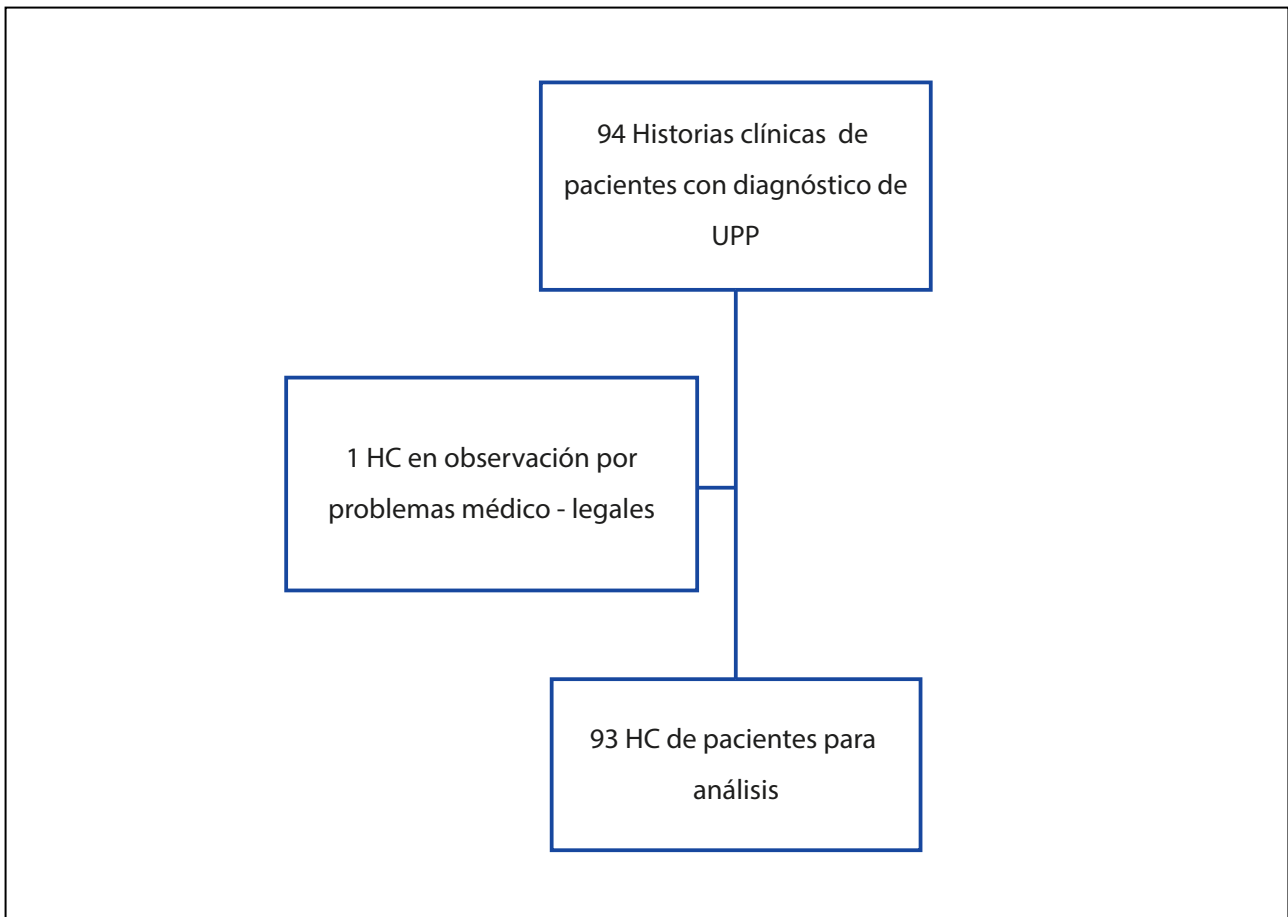 94 Historias clínicas de
pacientes con diagnóstico de
UPP
1 HC en observación por
problemas médico - legales
93 HC de pacientes para
análisis